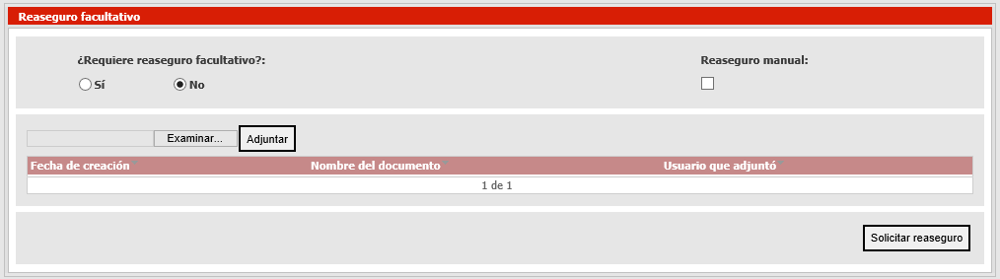 Reaseguro facultativo
¿Requiere reaseguro facultativo?: Reaseguro manual:
Sí No
Examinar... Adjuntar
Fecha de creación Nombre del documento Usuario que adjuntó
1 de 1
Solicitar reaseguro